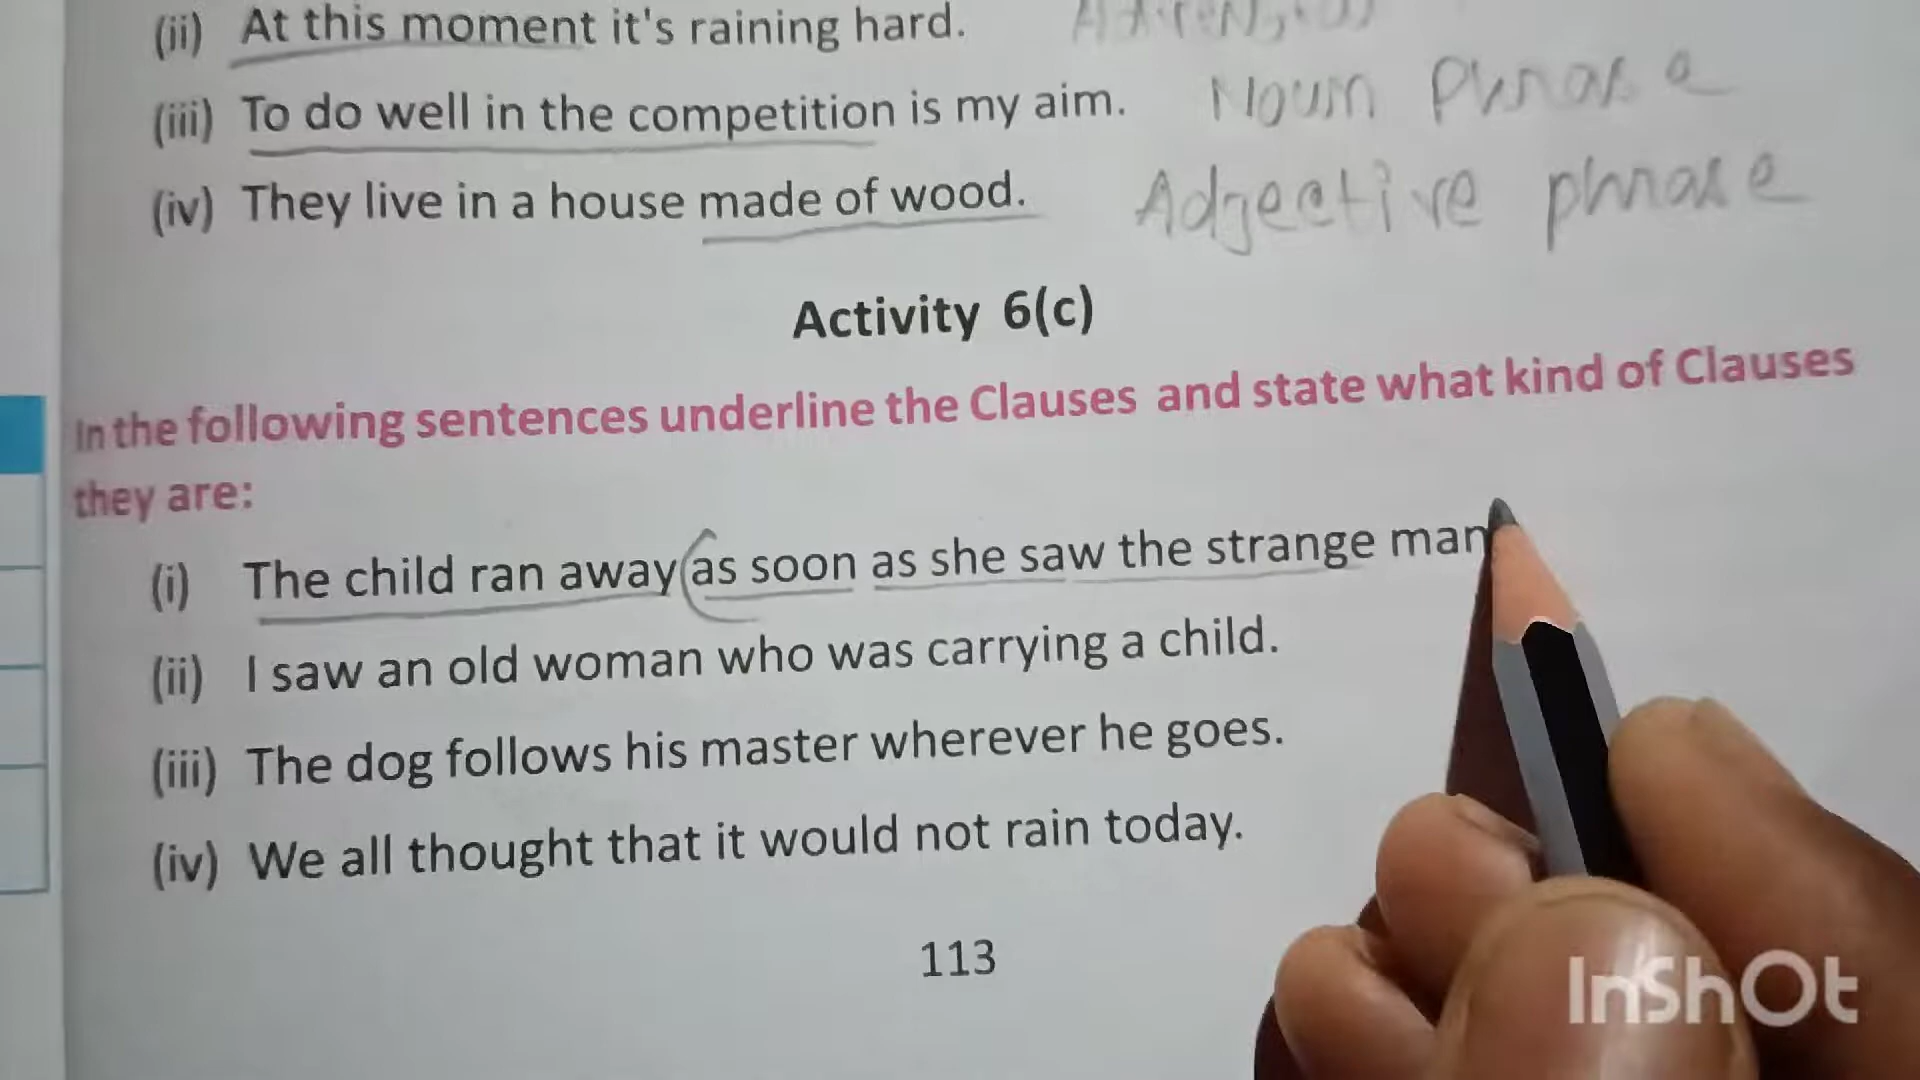 (ii) At this moment it's raining hard.
(iii) To do well in the competition is my aim. Noun Phrase
(iv) They live in a house made of wood. Adjective phrase
Activity 6(c)
In the following sentences underline the Clauses and state what kind of Clauses
they are:
(i) The child ran away as soon as she saw the strange man
(ii) I saw an old woman who was carrying a child.
(iii) The dog follows his master wherever he goes.
(iv) We all thought that it would not rain today.
113
InShOt